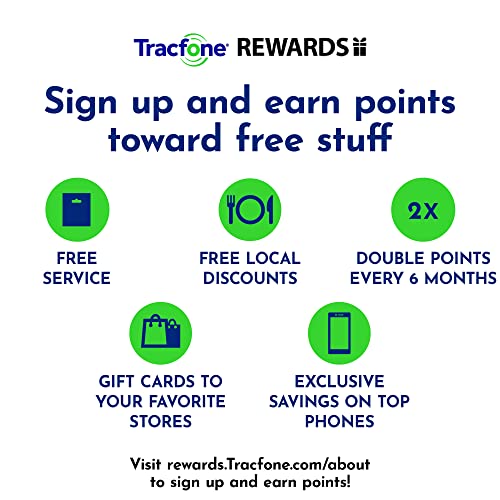 Tracfone REWARDS
Sign up and earn points
toward free stuff
FREE
SERVICE
FREE LOCAL
DISCOUNTS
2X
DOUBLE POINTS
EVERY 6 MONTHS
GIFT CARDS TO
YOUR FAVORITE
STORES
EXCLUSIVE
SAVINGS ON TOP
PHONES
Visit rewards.Tracfone.com/about
to sign up and earn points!